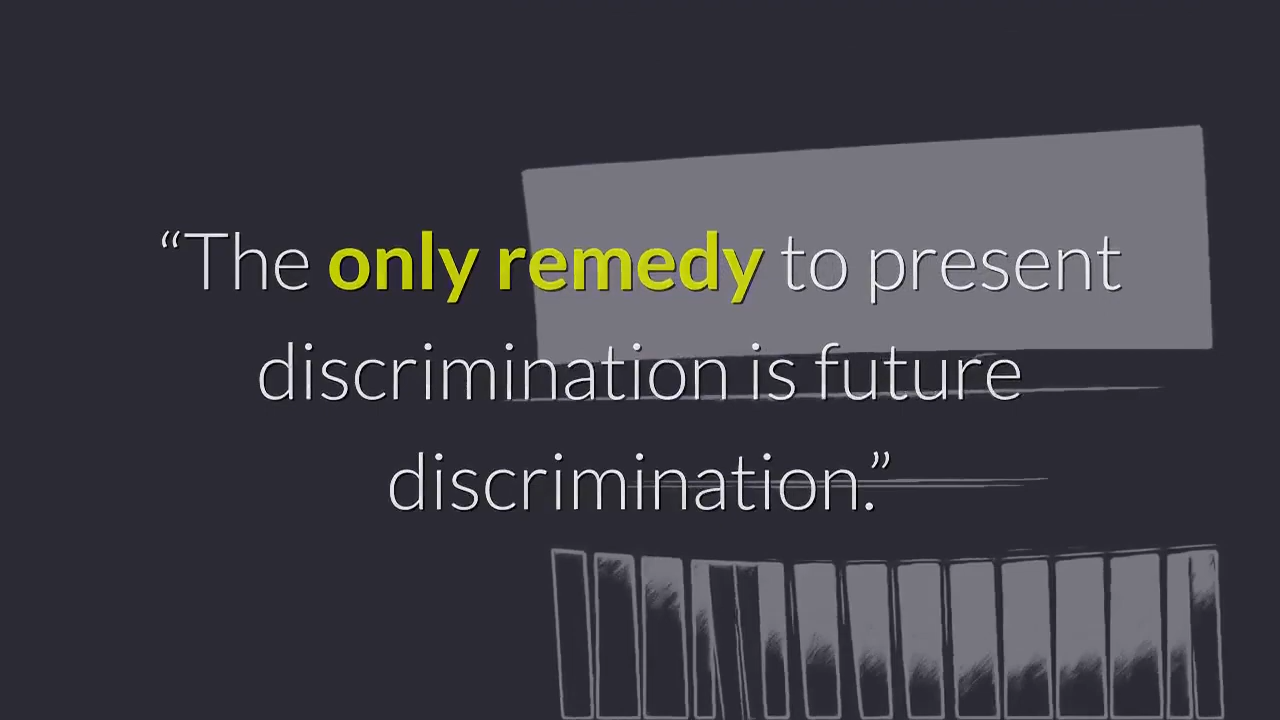 “The only remedy to present
discrimination is future
discrimination.”